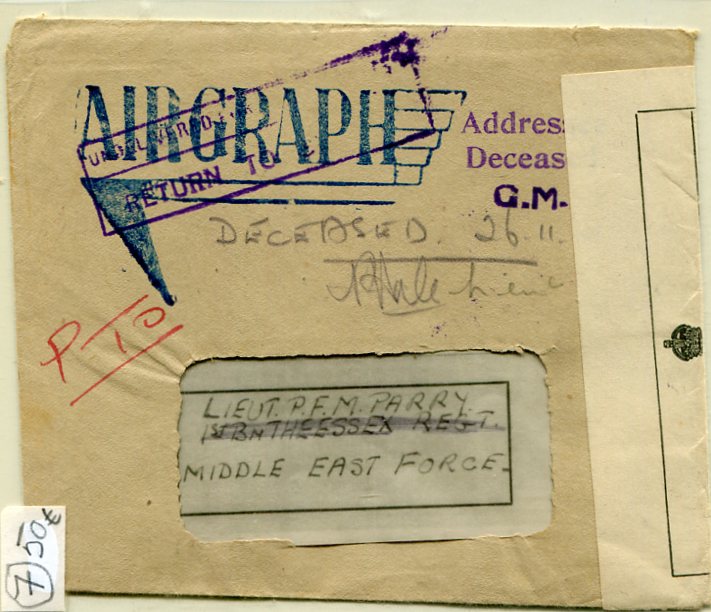 AIRGRAPH
UNDELIVERED
RETURN TO
Address
Deceas
G.M.
DECEASED. 26.11.
PTO
LIEUT. P.F.M. PARRY.
1ST BN THE ESSEX REGT.
MIDDLE EAST FORCE.
7 50